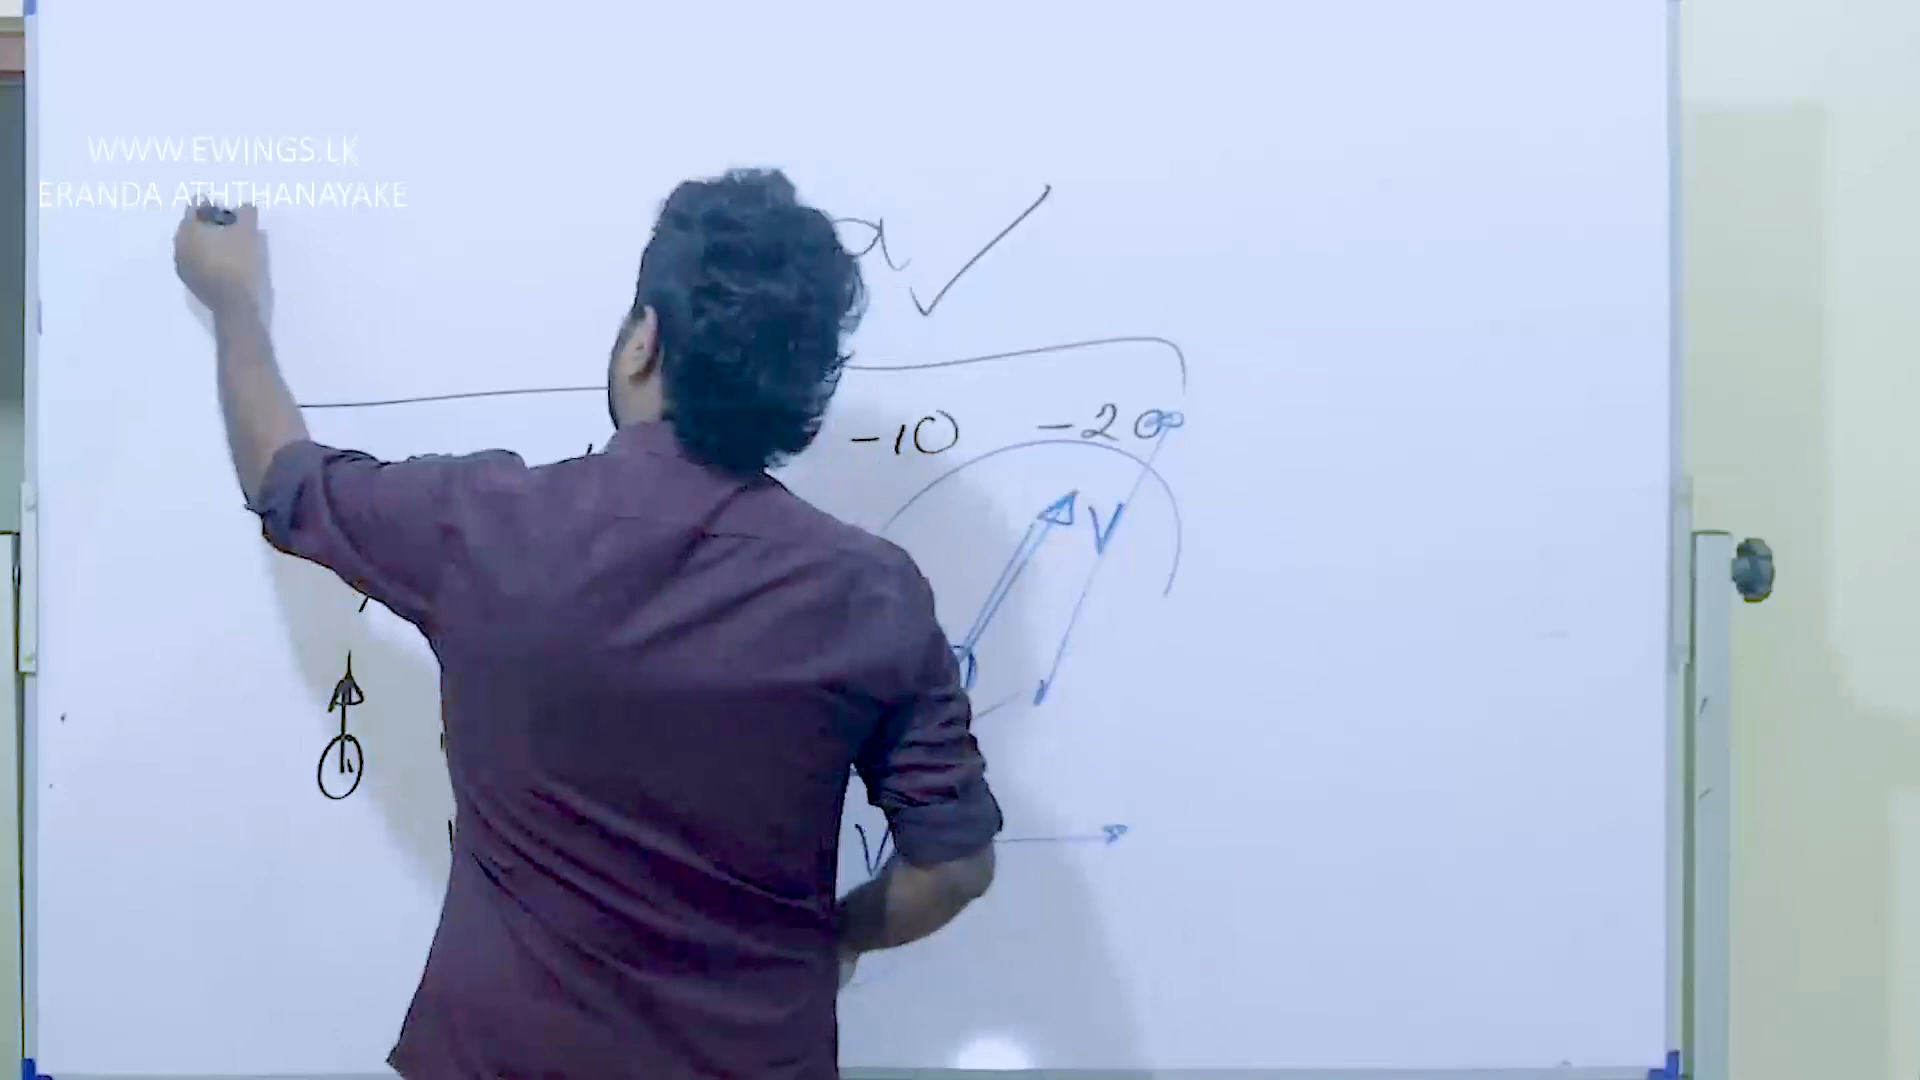 WWW.EWINGS.LK
ERANDA ATHTHANAYAKE
a
-10 -20
V
V